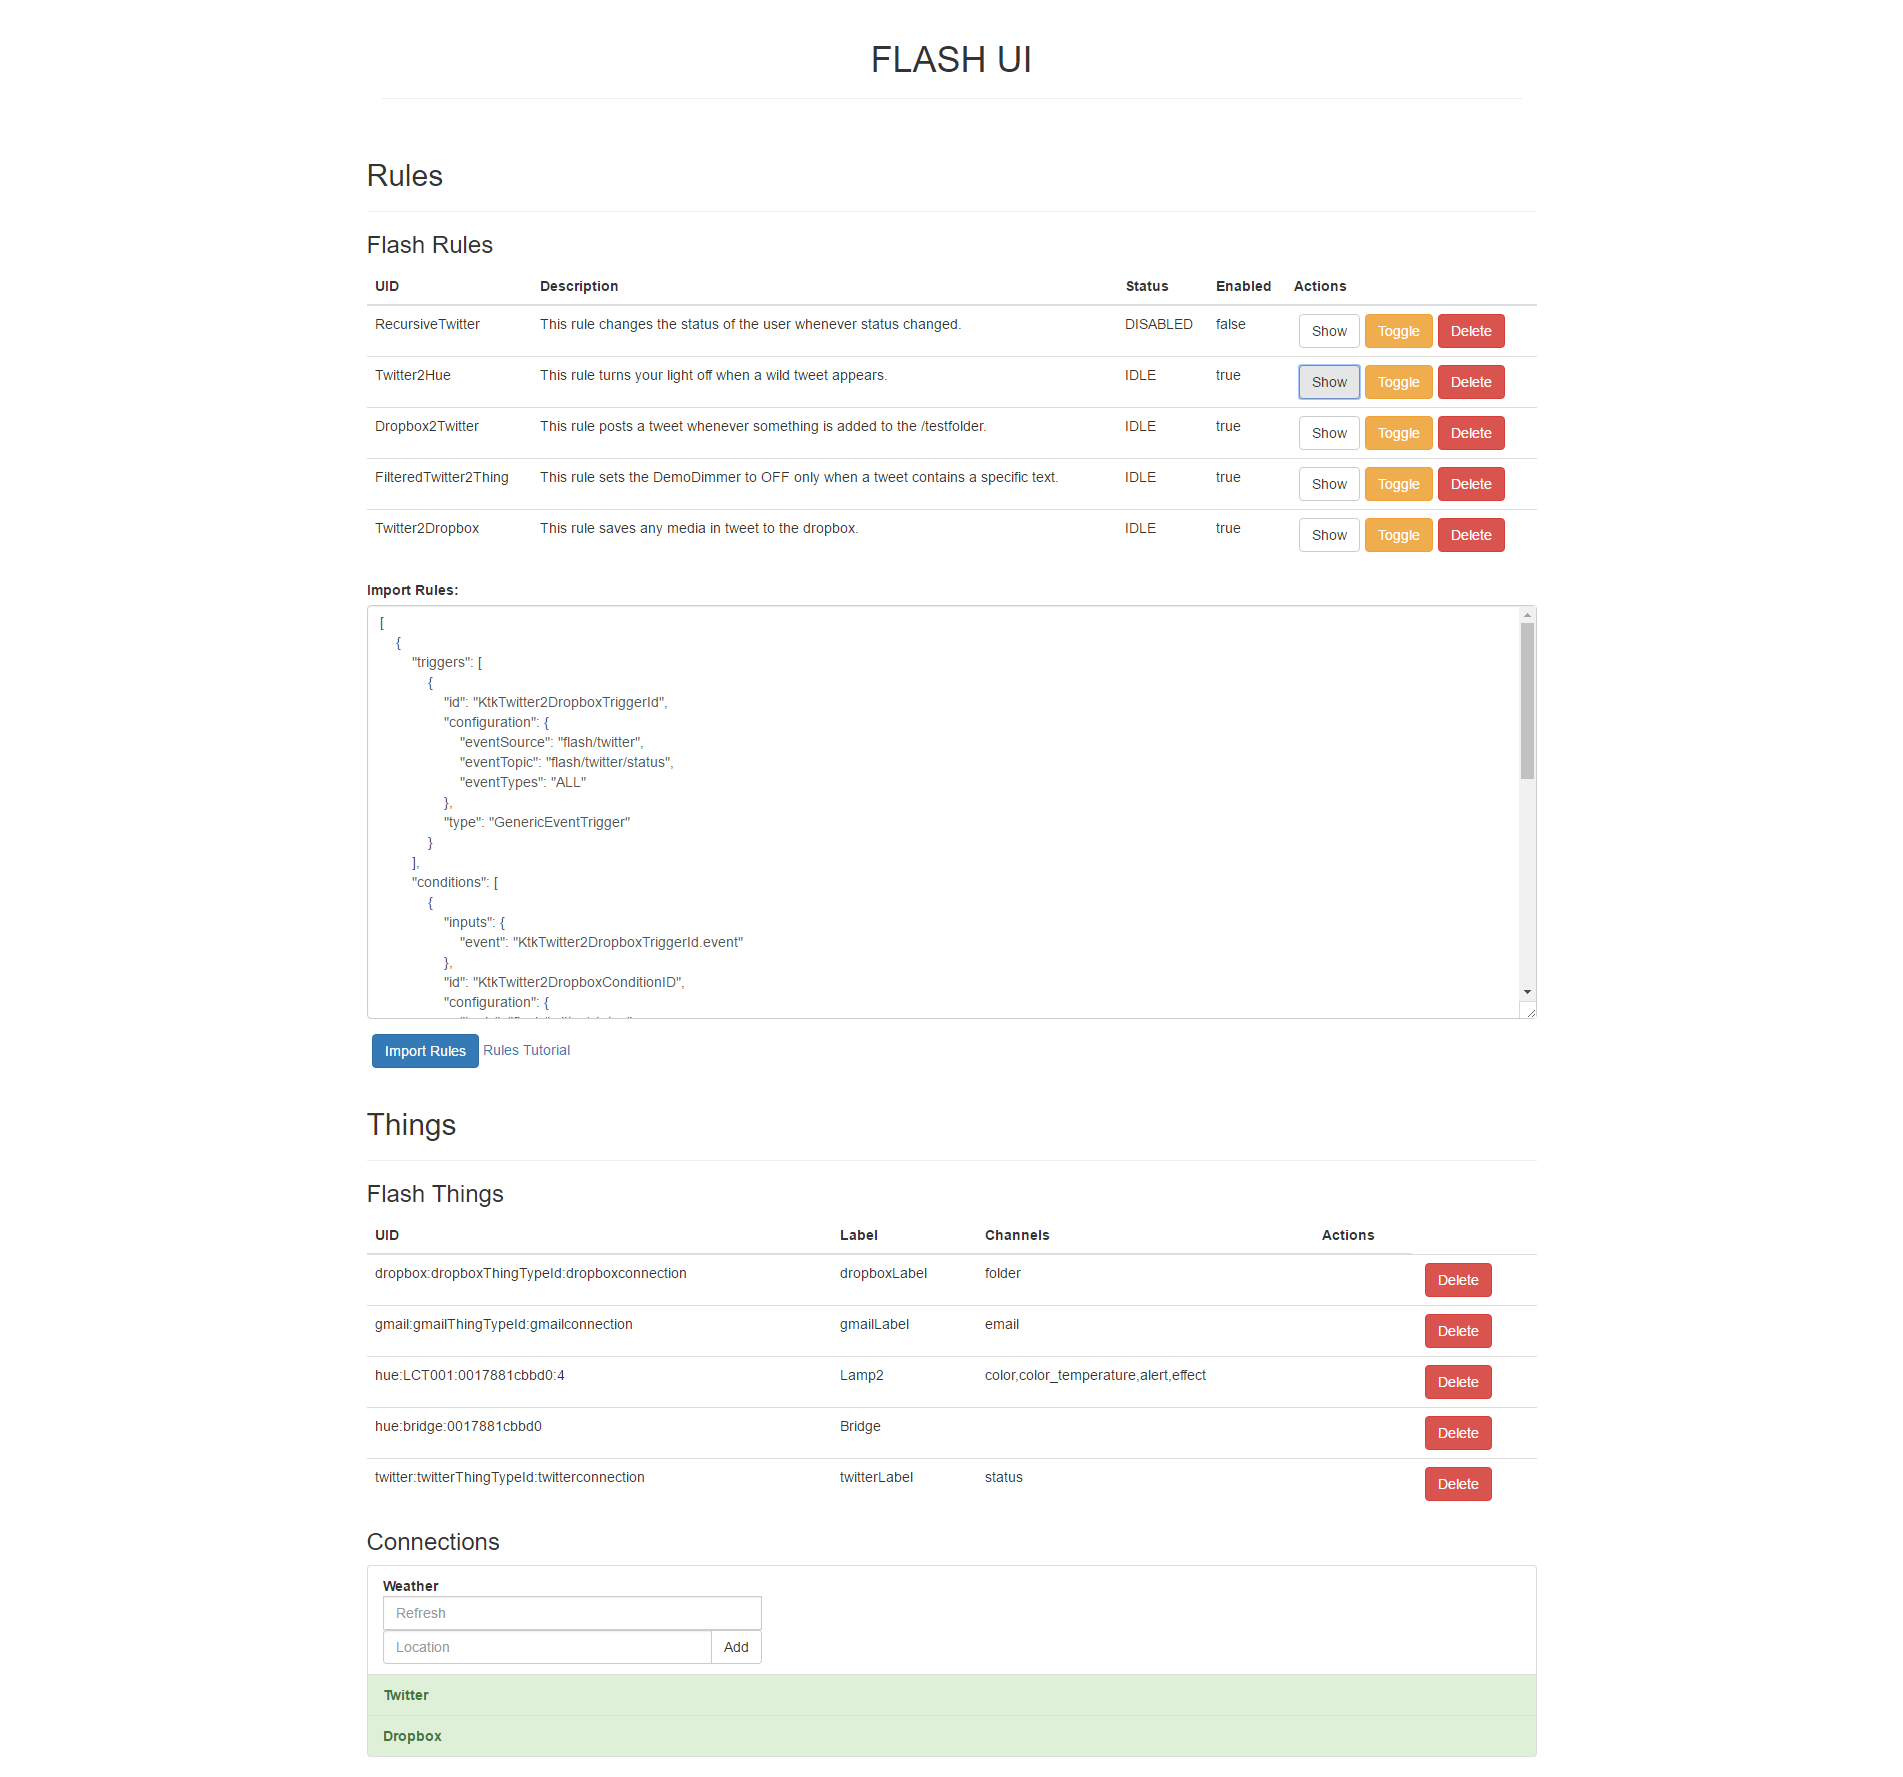 FLASH UI
Rules
Flash Rules
UID Description Status Enabled Actions
RecursiveTwitter This rule changes the status of the user whenever status changed. DISABLED false Show Toggle Delete
Twitter2Hue This rule turns your light off when a wild tweet appears. IDLE true Show Toggle Delete
Dropbox2Twitter This rule posts a tweet whenever something is added to the /testfolder. IDLE true Show Toggle Delete
FilteredTwitter2Thing This rule sets the DemoDimmer to OFF only when a tweet contains a specific text. IDLE true Show Toggle Delete
Twitter2Dropbox This rule saves any media in tweet to the dropbox. IDLE true Show Toggle Delete
Import Rules:
[
{
"triggers": [
{
"id": "KtkTwitter2DropboxTriggerId",
"configuration": {
"eventSource": "flash/twitter",
"eventTopic": "flash/twitter/status",
"eventTypes": "ALL"
},
"type": "GenericEventTrigger"
}
],
"conditions": [
{
"inputs": {
"event": "KtkTwitter2DropboxTriggerId.event"
},
"id": "KtkTwitter2DropboxConditionID",
"configuration": {
Import Rules Rules Tutorial
Things
Flash Things
UID Label Channels Actions
dropbox:dropboxThingTypeId:dropboxconnection dropboxLabel folder Delete
gmail:gmailThingTypeId:gmailconnection gmailLabel email Delete
hue:LCT001:0017881cbbd0:4 Lamp2 color,color_temperature,alert,effect Delete
hue:bridge:0017881cbbd0 Bridge Delete
twitter:twitterThingTypeId:twitterconnection twitterLabel status Delete
Connections
Weather
Refresh
Location Add
Twitter
Dropbox